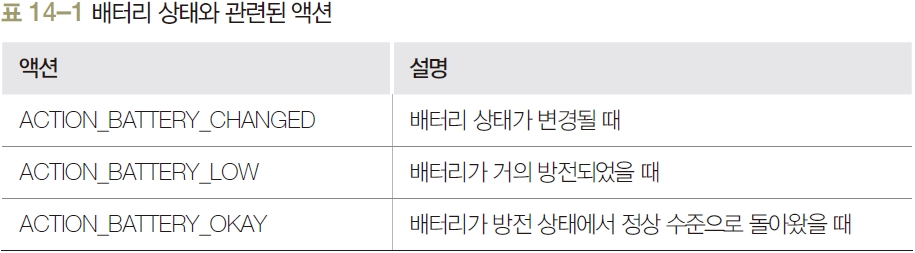 표 14-1 배터리 상태와 관련된 액션
액션 설명
ACTION_BATTERY_CHANGED 배터리 상태가 변경될 때
ACTION_BATTERY_LOW 배터리가 거의 방전되었을 때
ACTION_BATTERY_OKAY 배터리가 방전 상태에서 정상 수준으로 돌아왔을 때